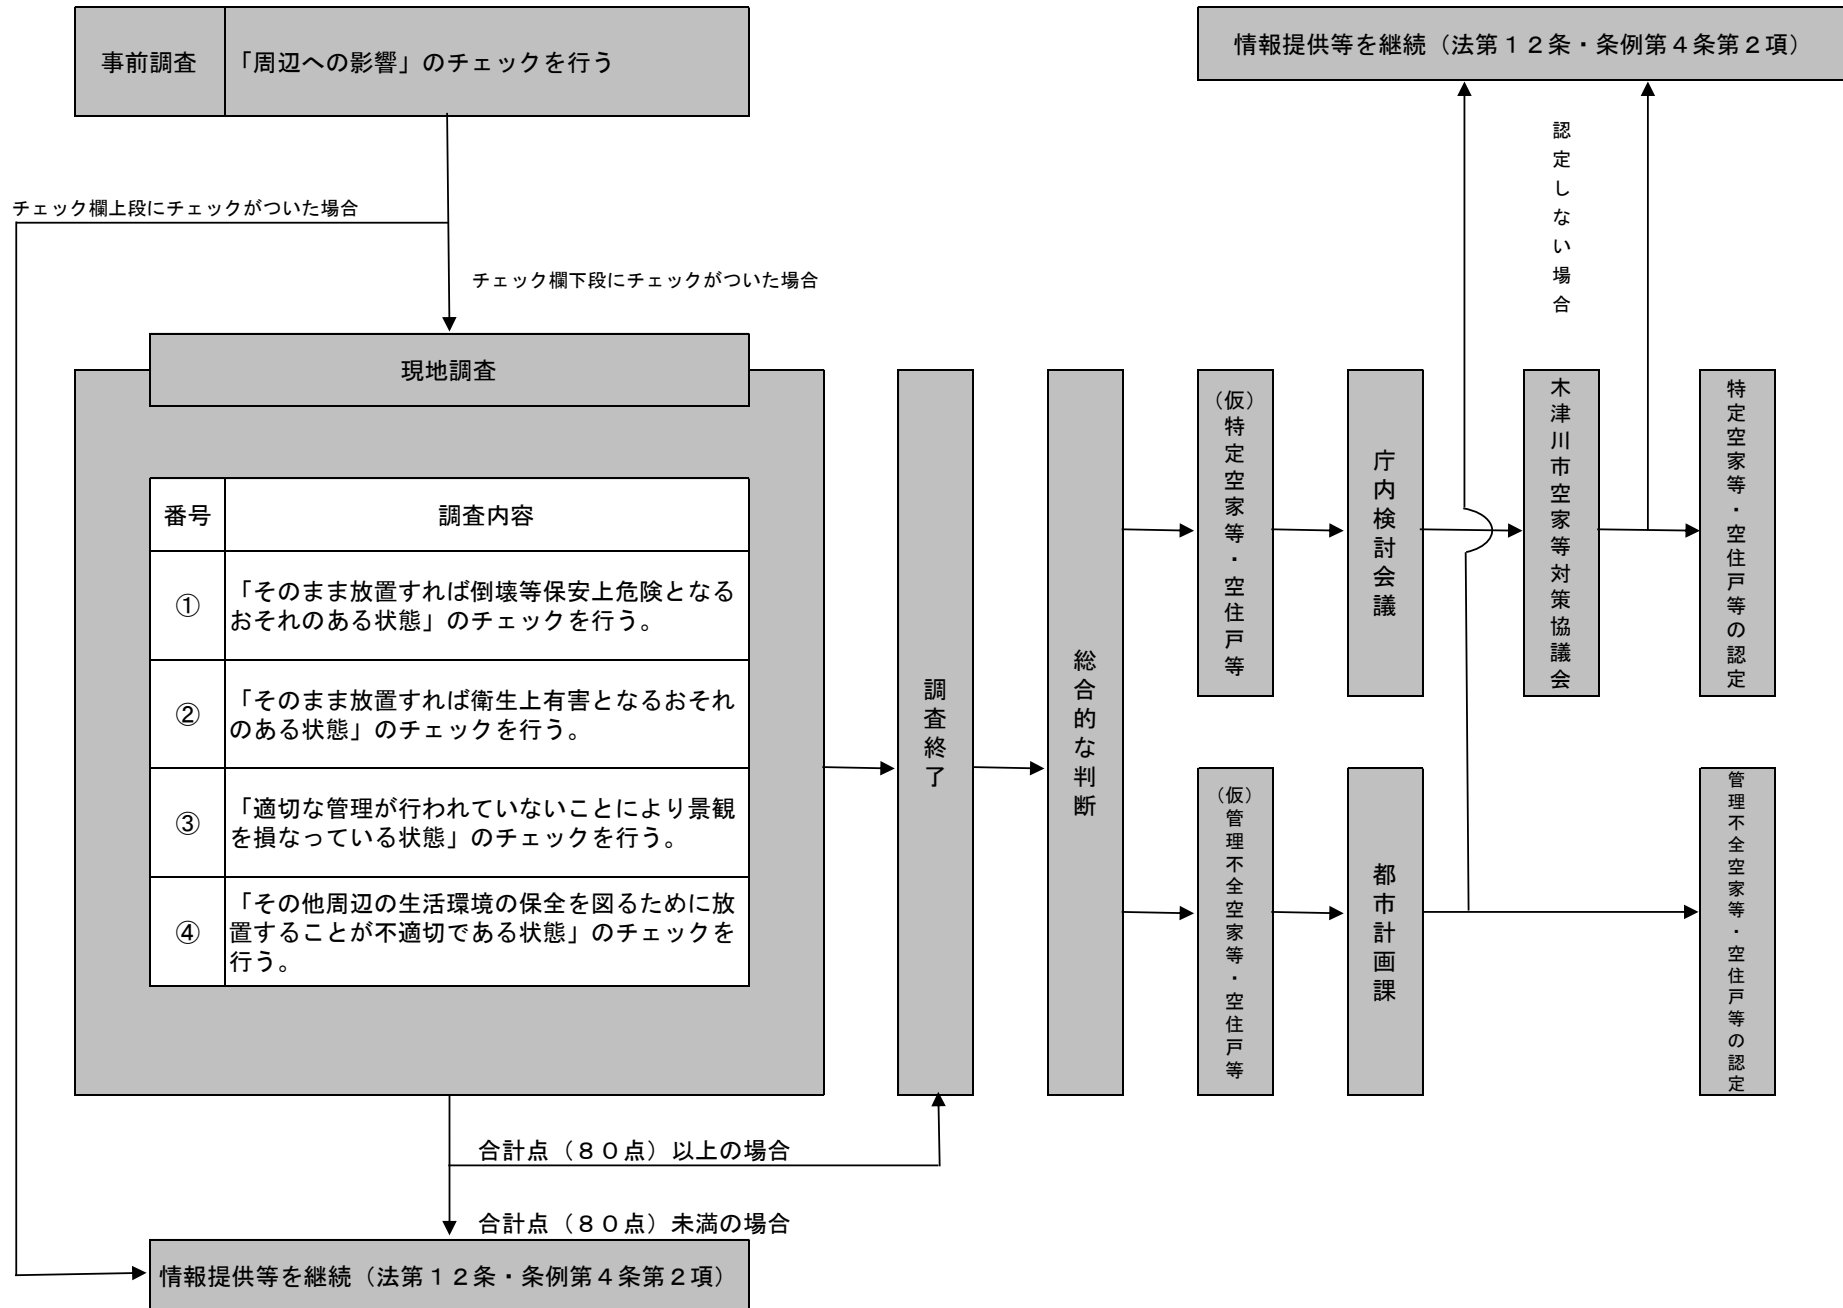 事前調査
「周辺への影響」のチェックを行う
情報提供等を継続（法第１２条・条例第４条第２項）
認定しない場合
チェック欄上段にチェックがついた場合
チェック欄下段にチェックがついた場合
現地調査
番号
調査内容
①
「そのまま放置すれば倒壊等保安上危険となる
おそれのある状態」のチェックを行う。
②
「そのまま放置すれば衛生上有害となるおそれ
のある状態」のチェックを行う。
③
「適切な管理が行われていないことにより景観
を損なっている状態」のチェックを行う。
④
「その他周辺の生活環境の保全を図るために放
置することが不適切である状態」のチェックを
行う。
調査終了
総合的な判断
（仮）特定空家等・空住戸等
庁内検討会議
木津川市空家等対策協議会
特定空家等・空住戸等の認定
（仮）管理不全空家等・空住戸等
都市計画課
管理不全空家等・空住戸等の認定
合計点（８０点）以上の場合
合計点（８０点）未満の場合
情報提供等を継続（法第１２条・条例第４条第２項）